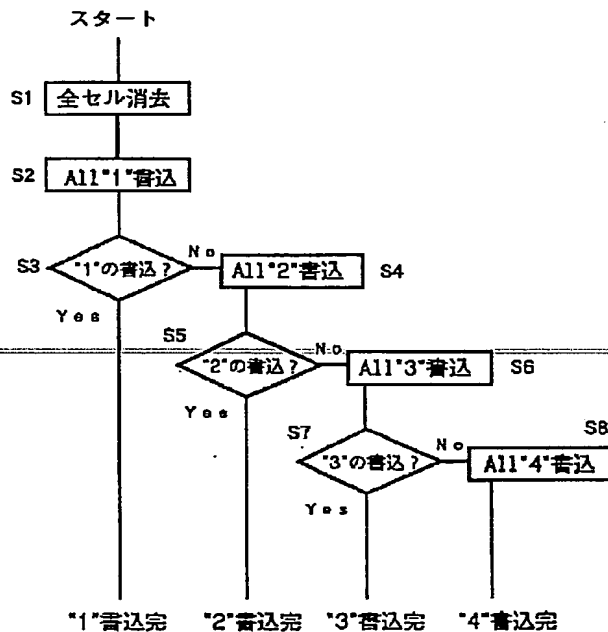 スタート
S1 全セル消去
S2 All"1"書込
S3 "1"の書込？ No All"2"書込 S4
Yes
S5 "2"の書込？ No All"3"書込 S6
Yes
S7 "3"の書込？ No All"4"書込 S8
Yes
"1"書込完 "2"書込完 "3"書込完 "4"書込完